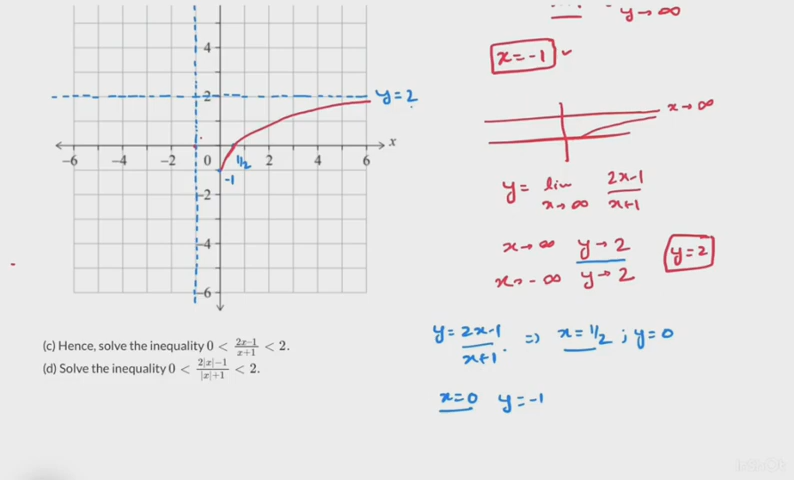 y→∞
x=-1
4
2
y=2
x→∞
x
-6 -4 -2 0 1/2 2 4 6
-1
-2
-4
-6
y = lim x→∞ 2x-1/x+1
x→∞ y→2
y=2
x→-∞ y→2
y = 2x-1/x+1 ⇒ x=1/2 ; y=0
x=0 y=-1
(c) Hence, solve the inequality 0 < 2x-1/x+1 < 2.
(d) Solve the inequality 0 < 2|x|-1/|x|+1 < 2.